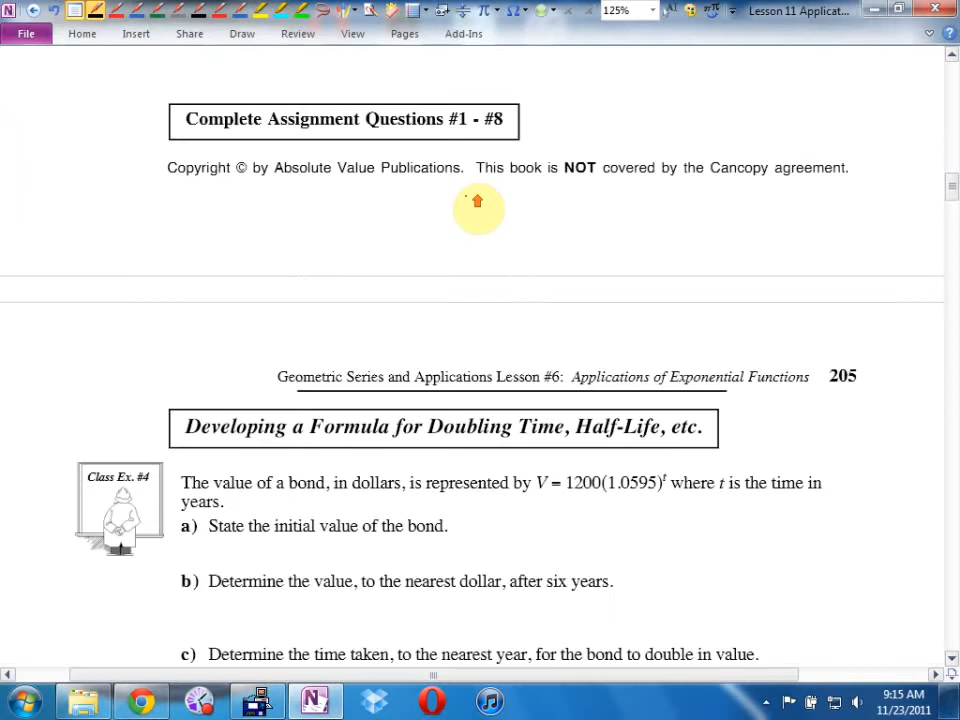 125%
Lesson 11 Applicat...
File
Home
Insert
Share
Draw
Review
View
Pages
Add-Ins
Complete Assignment Questions #1 - #8
Copyright © by Absolute Value Publications. This book is NOT covered by the Cancopy agreement.
Geometric Series and Applications Lesson #6: Applications of Exponential Functions 205
Developing a Formula for Doubling Time, Half-Life, etc.
Class Ex. #4
The value of a bond, in dollars, is represented by V = 1200(1.0595)^t where t is the time in
years.
a) State the initial value of the bond.
b) Determine the value, to the nearest dollar, after six years.
c) Determine the time taken, to the nearest year, for the bond to double in value.
9:15 AM
11/23/2011